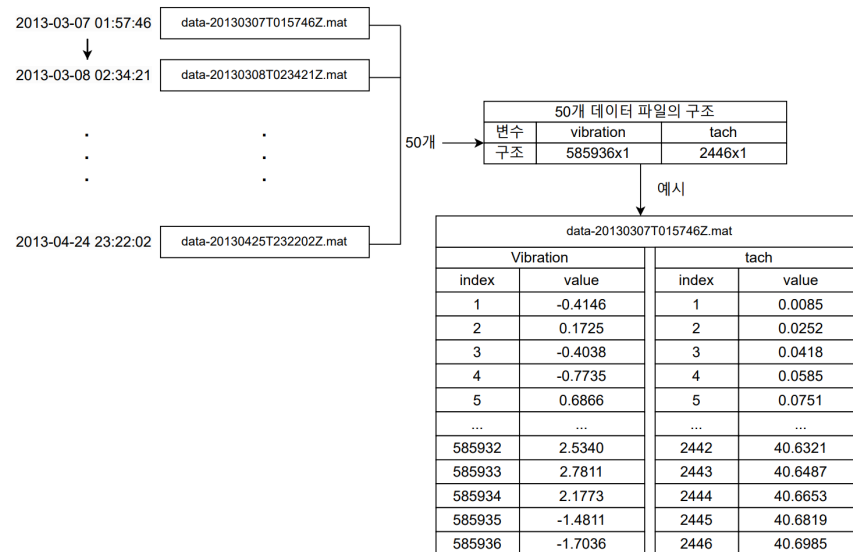 2013-03-07 01:57:46 data-20130307T015746Z.mat
2013-03-08 02:34:21 data-20130308T023421Z.mat
. .
. .
. .
2013-04-24 23:22:02 data-20130425T232202Z.mat
50개
50개 데이터 파일의 구조
변수 vibration tach
구조 585936x1 2446x1
예시
data-20130307T015746Z.mat
Vibration tach
index value index value
1 -0.4146 1 0.0085
2 0.1725 2 0.0252
3 -0.4038 3 0.0418
4 -0.7735 4 0.0585
5 0.6866 5 0.0751
... ... ... ...
585932 2.5340 2442 40.6321
585933 2.7811 2443 40.6487
585934 2.1773 2444 40.6653
585935 -1.4811 2445 40.6819
585936 -1.7036 2446 40.6985